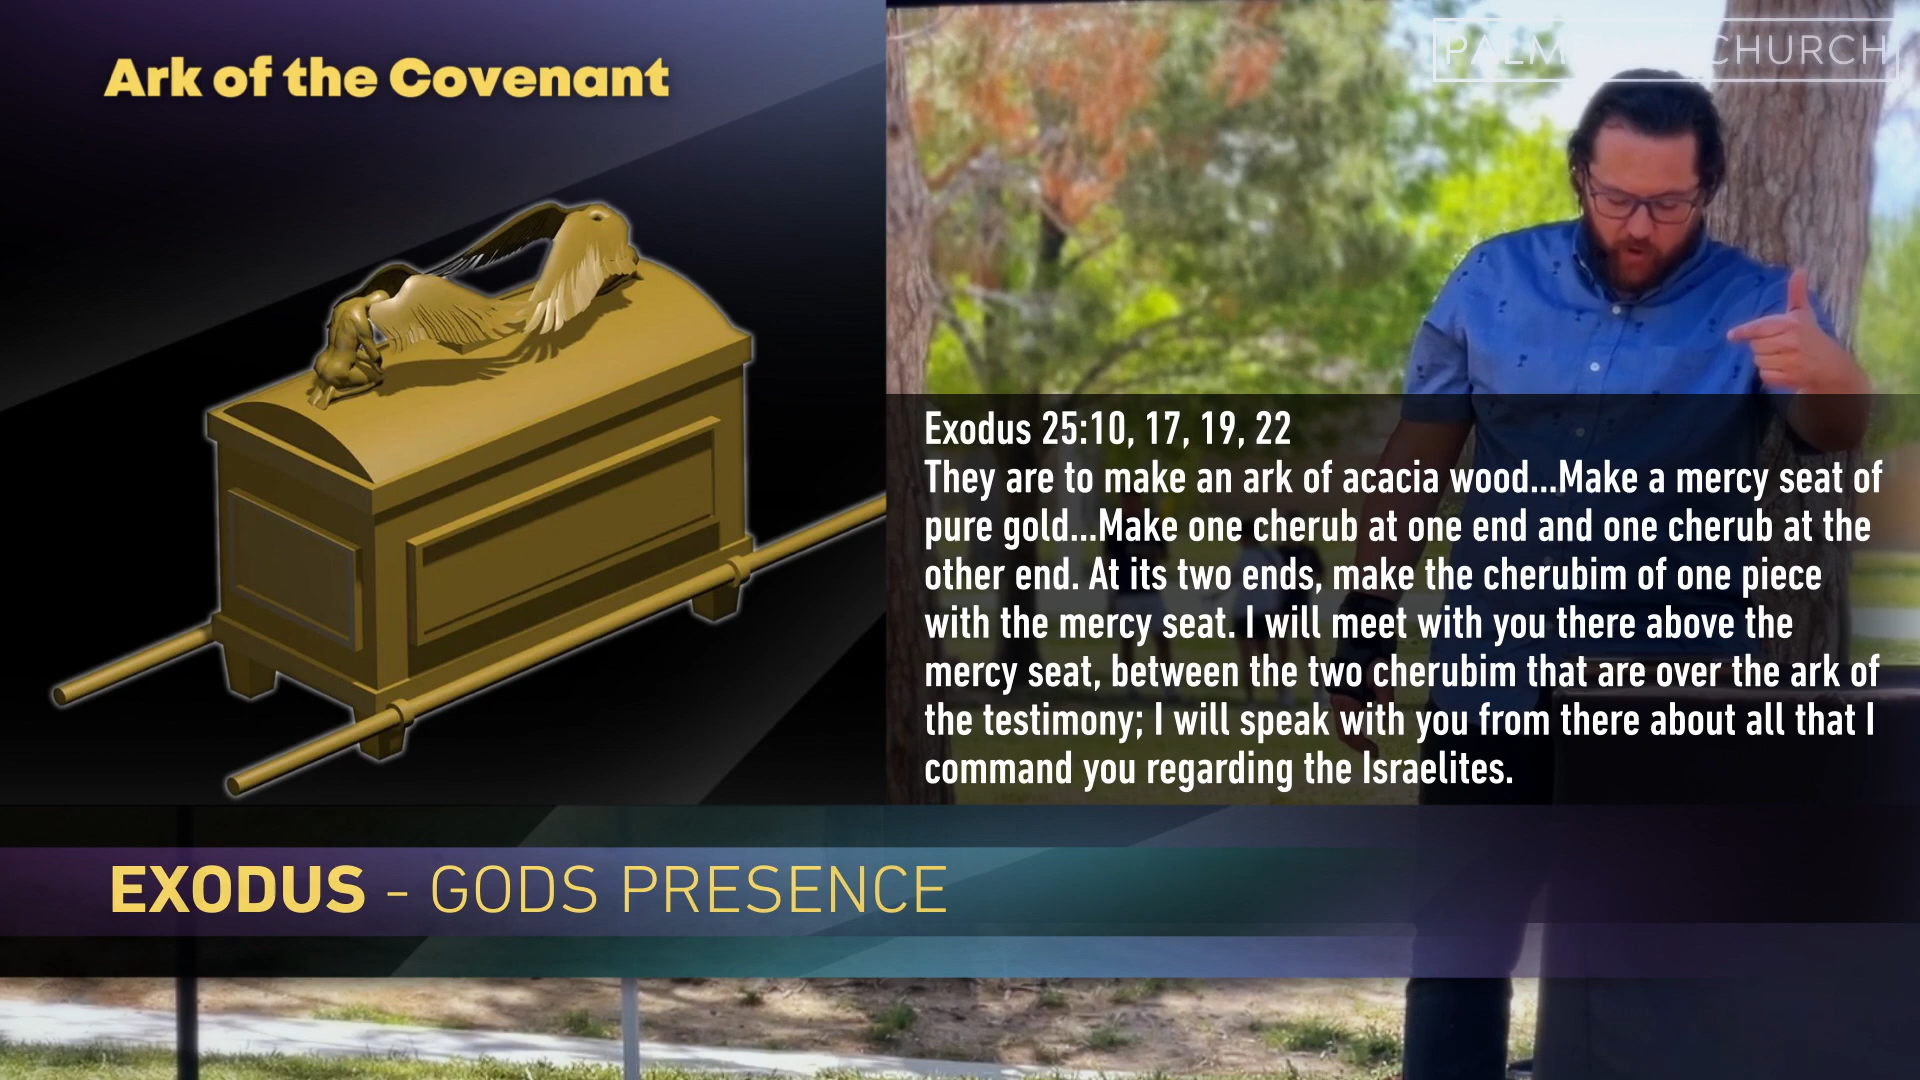 Ark of the Covenant
CHURCH
Exodus 25:10, 17, 19, 22
They are to make an ark of acacia wood...Make a mercy seat of
pure gold...Make one cherub at one end and one cherub at the
other end. At its two ends, make the cherubim of one piece
with the mercy seat. I will meet with you there above the
mercy seat, between the two cherubim that are over the ark of
the testimony; I will speak with you from there about all that I
command you regarding the Israelites.
EXODUS - GODS PRESENCE